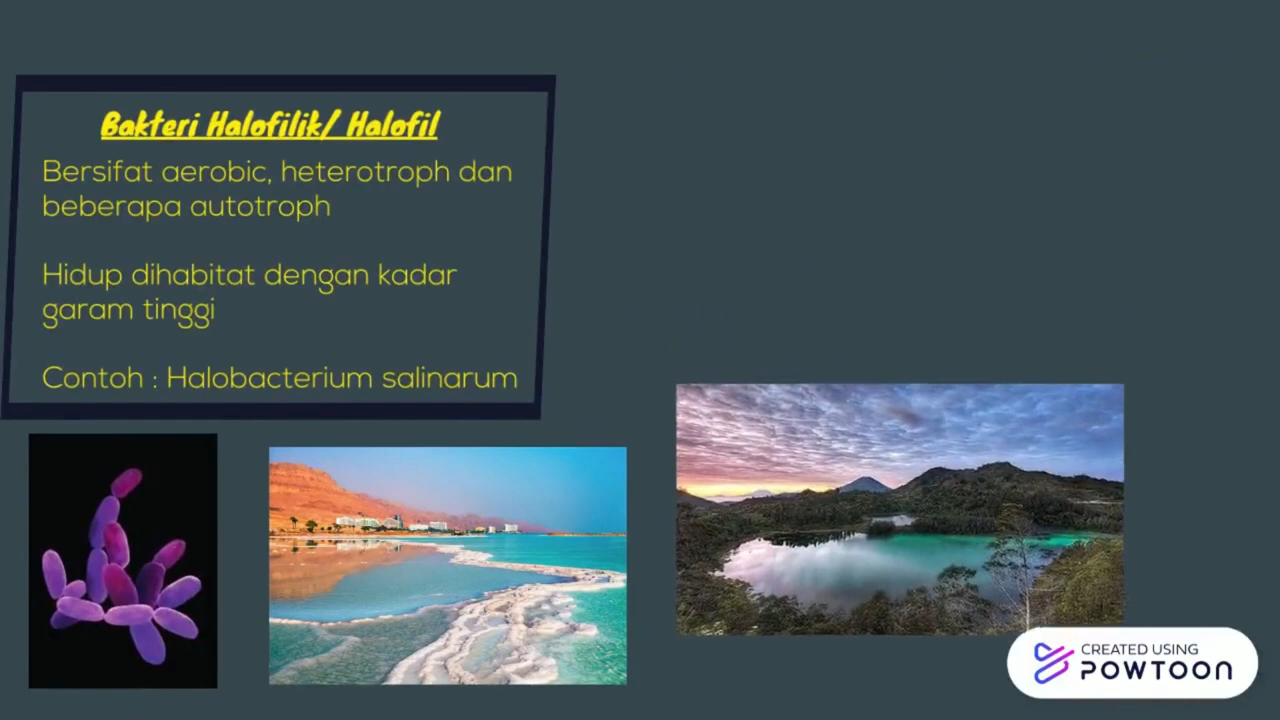 Bakteri Halofilik/ Halofil
Bersifat aerobic, heterotroph dan
beberapa autotroph
Hidup dihabitat dengan kadar
garam tinggi
Contoh : Halobacterium salinarum
CREATED USING
POWTOON